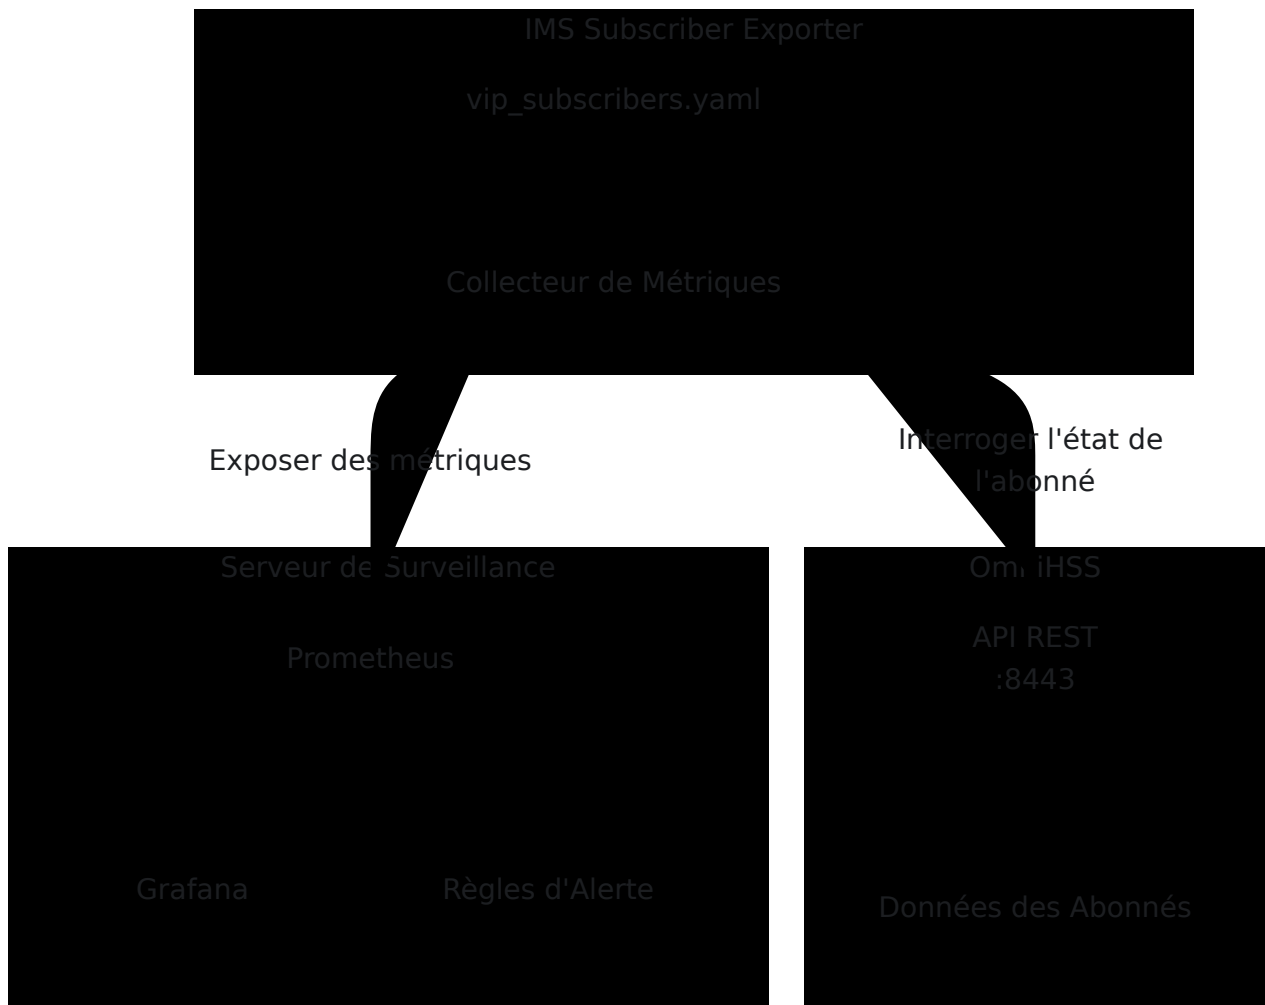 IMS Subscriber Exporter
vip_subscribers.yaml
Collecteur de Métriques
Exposer des métriques
Interroger l'état de
l'abonné
Serveur de Surveillance
Prometheus
Grafana
Règles d'Alerte
OmniHSS
API REST
:8443
Données des Abonnés